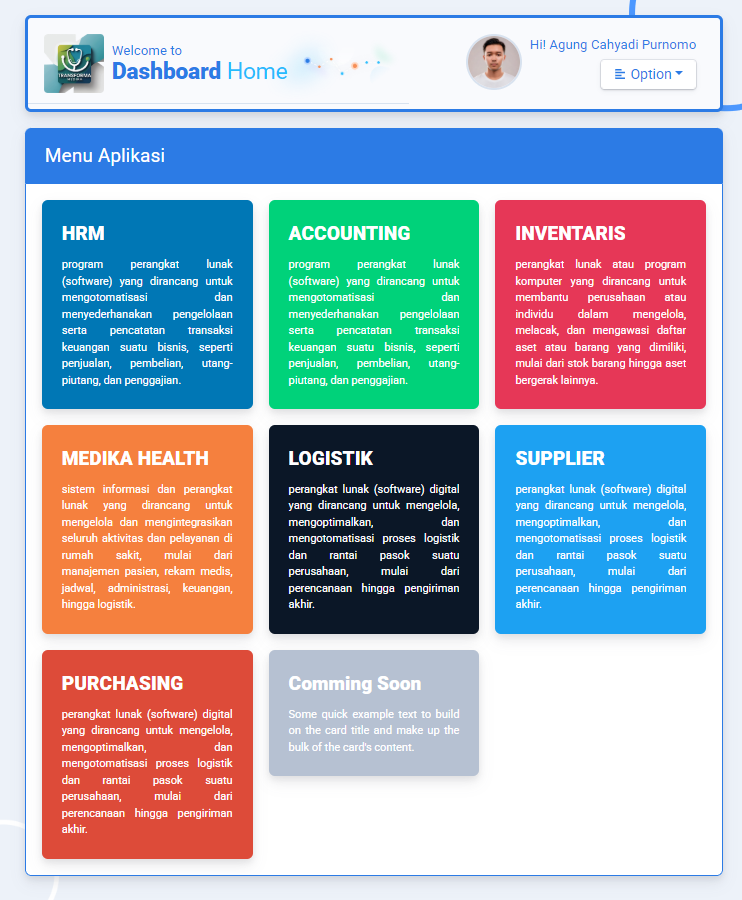 TRANSFORMA
MEDIKA
Welcome to
Dashboard Home
Hi! Agung Cahyadi Purnomo
Option
Menu Aplikasi
HRM
program perangkat lunak
(software) yang dirancang untuk
mengotomatisasi dan
menyederhanakan pengelolaan
serta pencatatan transaksi
keuangan suatu bisnis, seperti
penjualan, pembelian, utang-
piutang, dan penggajian.
ACCOUNTING
program perangkat lunak
(software) yang dirancang untuk
mengotomatisasi dan
menyederhanakan pengelolaan
serta pencatatan transaksi
keuangan suatu bisnis, seperti
penjualan, pembelian, utang-
piutang, dan penggajian.
INVENTARIS
perangkat lunak atau program
komputer yang dirancang untuk
membantu perusahaan atau
individu dalam mengelola,
melacak, dan mengawasi daftar
aset atau barang yang dimiliki,
mulai dari stok barang hingga aset
bergerak lainnya.
MEDIKA HEALTH
sistem informasi dan perangkat
lunak yang dirancang untuk
mengelola dan mengintegrasikan
seluruh aktivitas dan pelayanan di
rumah sakit, mulai dari
manajemen pasien, rekam medis,
jadwal, administrasi, keuangan,
hingga logistik.
LOGISTIK
perangkat lunak (software) digital
yang dirancang untuk mengelola,
mengoptimalkan, dan
mengotomatisasi proses logistik
dan rantai pasok suatu
perusahaan, mulai dari
perencanaan hingga pengiriman
akhir.
SUPPLIER
perangkat lunak (software) digital
yang dirancang untuk mengelola,
mengoptimalkan, dan
mengotomatisasi proses logistik
dan rantai pasok suatu
perusahaan, mulai dari
perencanaan hingga pengiriman
akhir.
PURCHASING
perangkat lunak (software) digital
yang dirancang untuk mengelola,
mengoptimalkan, dan
mengotomatisasi proses logistik
dan rantai pasok suatu
perusahaan, mulai dari
perencanaan hingga pengiriman
akhir.
Comming Soon
Some quick example text to build
on the card title and make up the
bulk of the card's content.